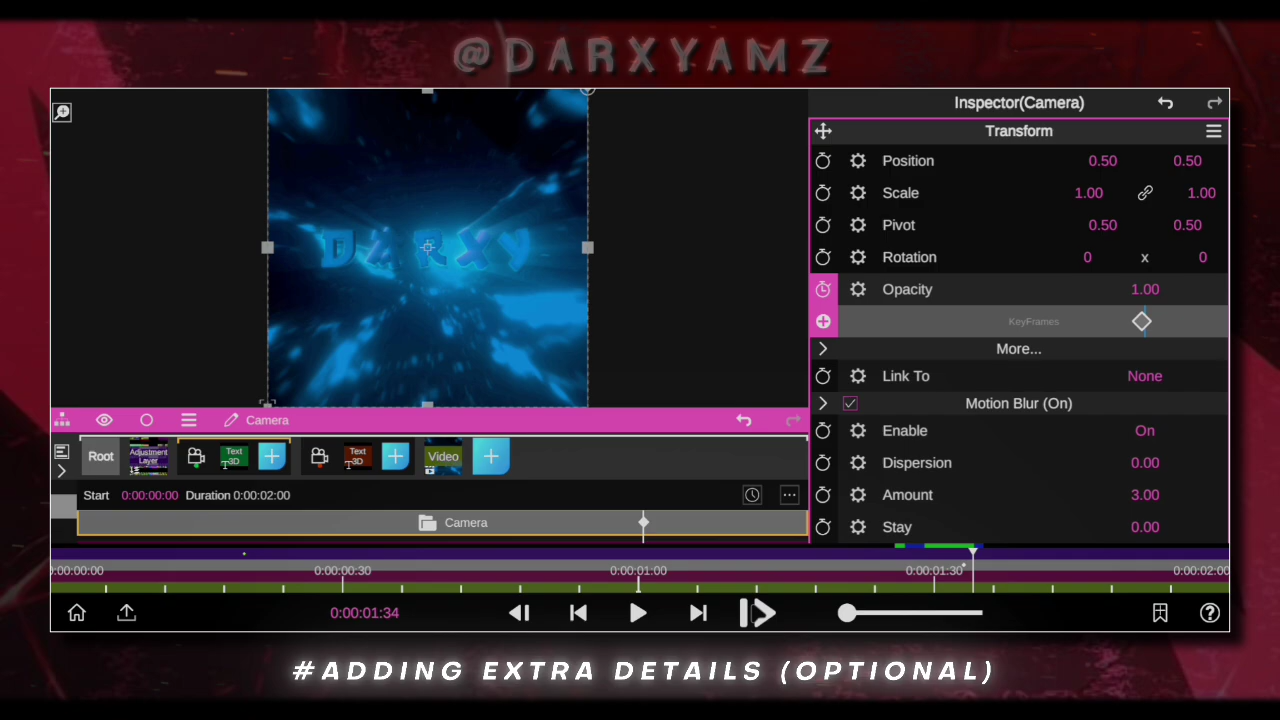 @DARXYAMZ
Inspector(Camera)
Transform
Position 0.50 0.50
Scale 1.00 1.00
Pivot 0.50 0.50
Rotation 0 x 0
Opacity 1.00
KeyFrames
More...
Link To None
Motion Blur (On)
Enable On
Dispersion 0.00
Amount 3.00
Stay 0.00
DARXY
Camera
Root
Adjustment
Layer
Text
3D
Text
3D
Video
Start 0:00:00:00 Duration 0:00:02:00
Camera
0:00:00:00 0:00:00:30 0:00:01:00 0:00:01:30 0:00:02:00
0:00:01:34
#ADDING EXTRA DETAILS (OPTIONAL)